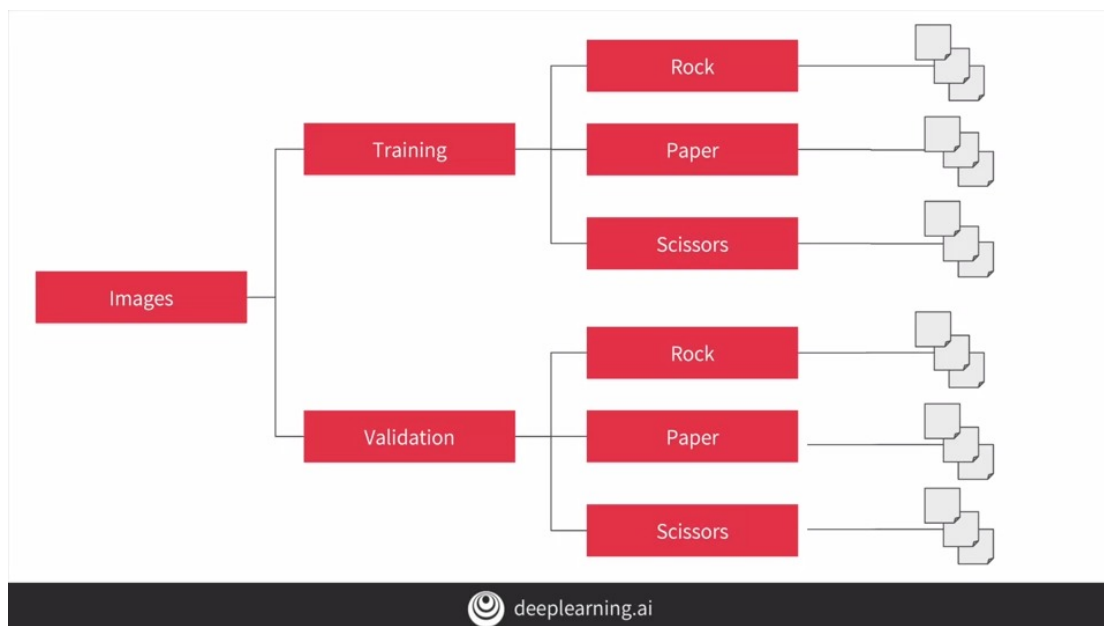 Images
Training
Rock
Paper
Scissors
Validation
Rock
Paper
Scissors
deeplearning.ai